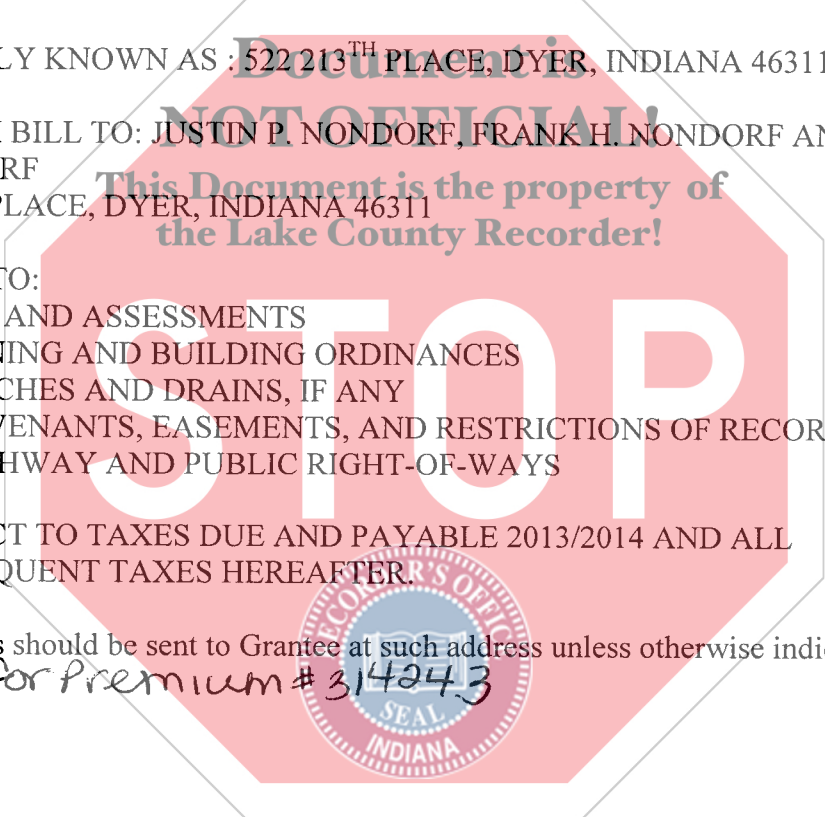 LY KNOWN AS : 522 213TH PLACE, DYER, INDIANA 46311
Document is
BILL TO: JUSTIN P. NONDORF, FRANK H. NONDORF AN
NOT OFFICIAL!
RF
This Document is the property of
PLACE, DYER, INDIANA 46311
the Lake County Recorder!
TO:
AND ASSESSMENTS
NING AND BUILDING ORDINANCES
CHES AND DRAINS, IF ANY
VENANTS, EASEMENTS, AND RESTRICTIONS OF RECOR
HWAY AND PUBLIC RIGHT-OF-WAYS
STOP
CT TO TAXES DUE AND PAYABLE 2013/2014 AND ALL
QUENT TAXES HEREAFTER.
s should be sent to Grantee at such address unless otherwise indi
or Premium # 314243
RECORDER'S OFFICE
SEAL
INDIANA